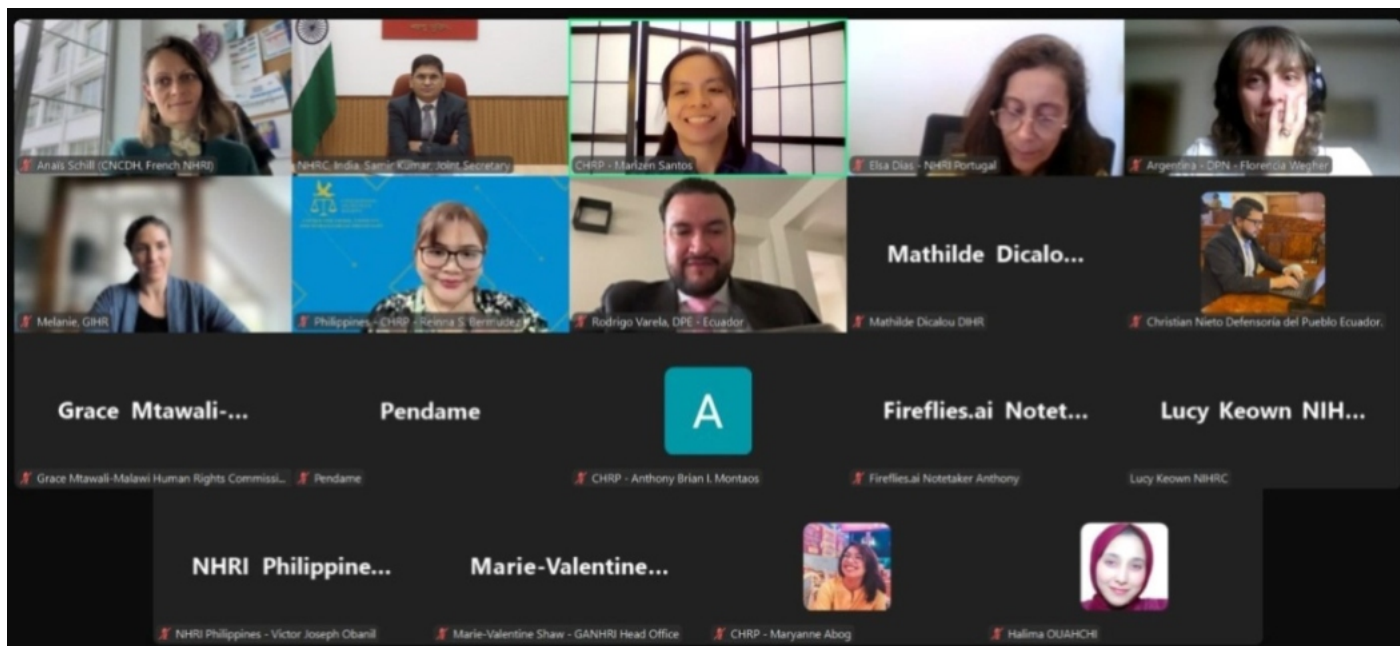 Anaïs Schill (CNCDH, French NHRI)
NHRC, India, Samir Kumar, Joint Secretary
CHRP - Marizen Santos
Elsa Dias - NHRI Portugal
Argentina - DPN - Florencia Wegher
Melanie, GIHR
Philippines - CHRP - Reinna S. Bermudez
Rodrigo Varela, DPE - Ecuador
Mathilde Dicalo...
Mathilde Dicalou DIHR
Christian Nieto Defensoría del Pueblo Ecuador.
Grace Mtawali-...
Pendame
A
Fireflies.ai Notet...
Lucy Keown NIH...
Grace Mtawali-Malawi Human Rights Commissi...
Pendame
CHRP - Anthony Brian I. Montaos
Fireflies.ai Notetaker Anthony
Lucy Keown NIHRC
NHRI Philippine...
Marie-Valentine...
NHRI Philippines - Victor Joseph Obanil
Marie-Valentine Shaw - GANHRI Head Office
CHRP - Maryanne Abog
Halima OUAHCHI